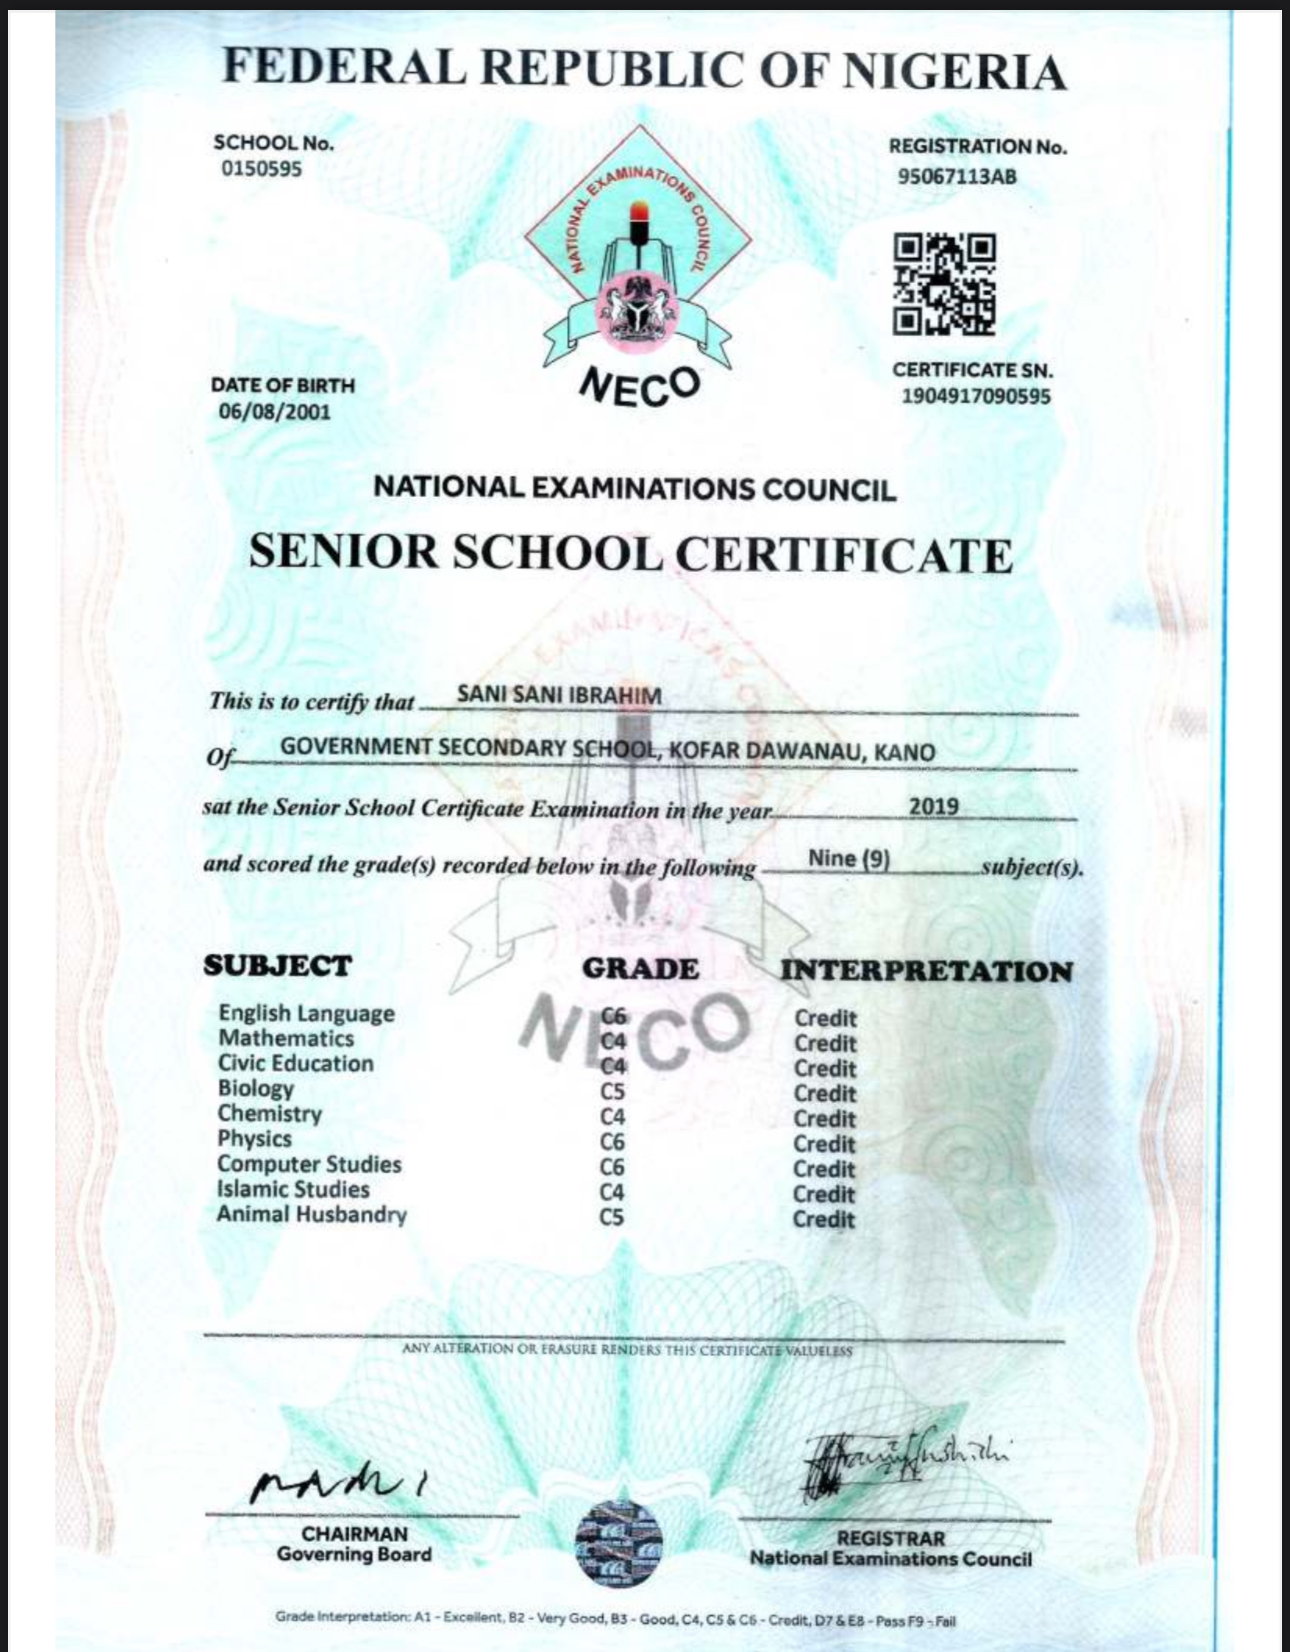 FEDERAL REPUBLIC OF NIGERIA
SCHOOL No.
0150595
REGISTRATION No.
95067113AB
NATIONAL EXAMINATIONS COUNCIL
NECO
DATE OF BIRTH
06/08/2001
CERTIFICATE SN.
1904917090595
NATIONAL EXAMINATIONS COUNCIL
SENIOR SCHOOL CERTIFICATE
This is to certify that SANI SANI IBRAHIM
Of GOVERNMENT SECONDARY SCHOOL, KOFAR DAWANAU, KANO
sat the Senior School Certificate Examination in the year 2019
and scored the grade(s) recorded below in the following Nine (9) subject(s).
SUBJECT GRADE INTERPRETATION
English Language C6 Credit
Mathematics C4 Credit
Civic Education C4 Credit
Biology C5 Credit
Chemistry C4 Credit
Physics C6 Credit
Computer Studies C6 Credit
Islamic Studies C4 Credit
Animal Husbandry C5 Credit
NECO
ANY ALTERATION OR ERASURE RENDERS THIS CERTIFICATE VALUELESS
CHAIRMAN
Governing Board
REGISTRAR
National Examinations Council
Grade Interpretation: A1 - Excellent, B2 - Very Good, B3 - Good, C4, C5 & C6 - Credit, D7 & E8 - Pass F9 - Fail